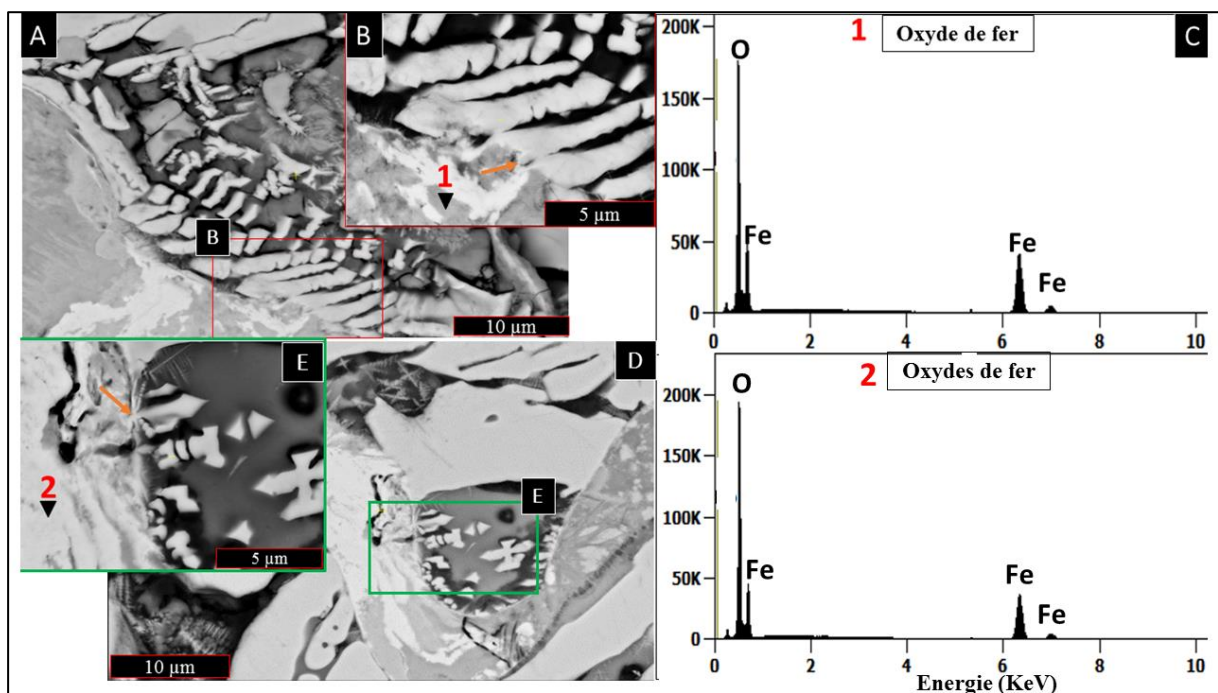 A
B
1
5 µm
B
10 µm
E
2
5 µm
D
E
10 µm
1
Oxyde de fer
C
200K
150K
100K
50K
0
O
Fe
Fe
Fe
0 2 4 6 8 10
2
Oxydes de fer
200K
150K
100K
50K
0
O
Fe
Fe
Fe
0 2 4 6 8 10
Energie (KeV)